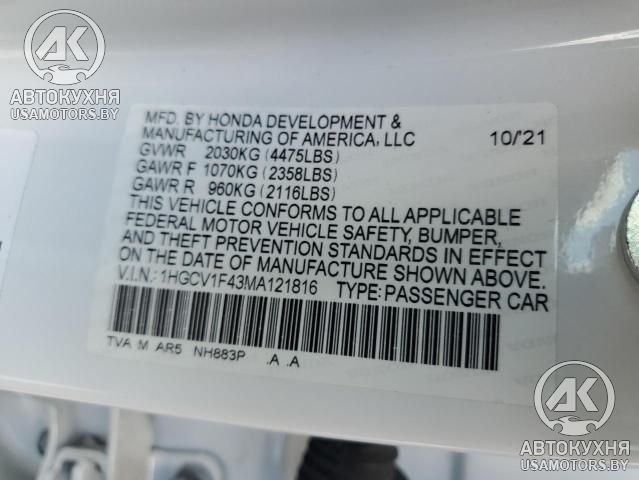 AK
АВТОКУХНЯ
USAMOTORS.BY
MFD. BY HONDA DEVELOPMENT &
MANUFACTURING OF AMERICA, LLC 10/'21
GVWR 2030KG (4475LBS)
GAWR F 1070KG (2358LBS)
GAWR R 960KG (2116LBS)
THIS VEHICLE CONFORMS TO ALL APPLICABLE
FEDERAL MOTOR VEHICLE SAFETY, BUMPER,
AND THEFT PREVENTION STANDARDS IN EFFECT
ON THE DATE OF MANUFACTURE SHOWN ABOVE.
V.I.N.: 1HGCV1F43MA121816 TYPE: PASSENGER CAR
TVA M AR5 NH883P .A .A
AK
АВТОКУХНЯ
USAMOTORS.BY